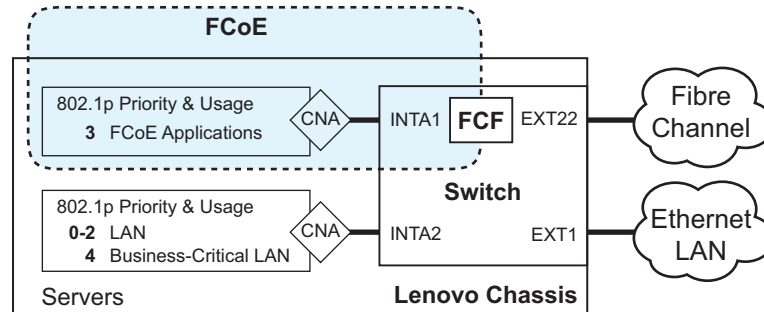 FCoE
802.1p Priority & Usage
3 FCoE Applications
CNA
INTA1
FCF
EXT22
Fibre
Channel
Switch
802.1p Priority & Usage
0-2 LAN
4 Business-Critical LAN
CNA
INTA2
EXT1
Ethernet
LAN
Servers
Lenovo Chassis